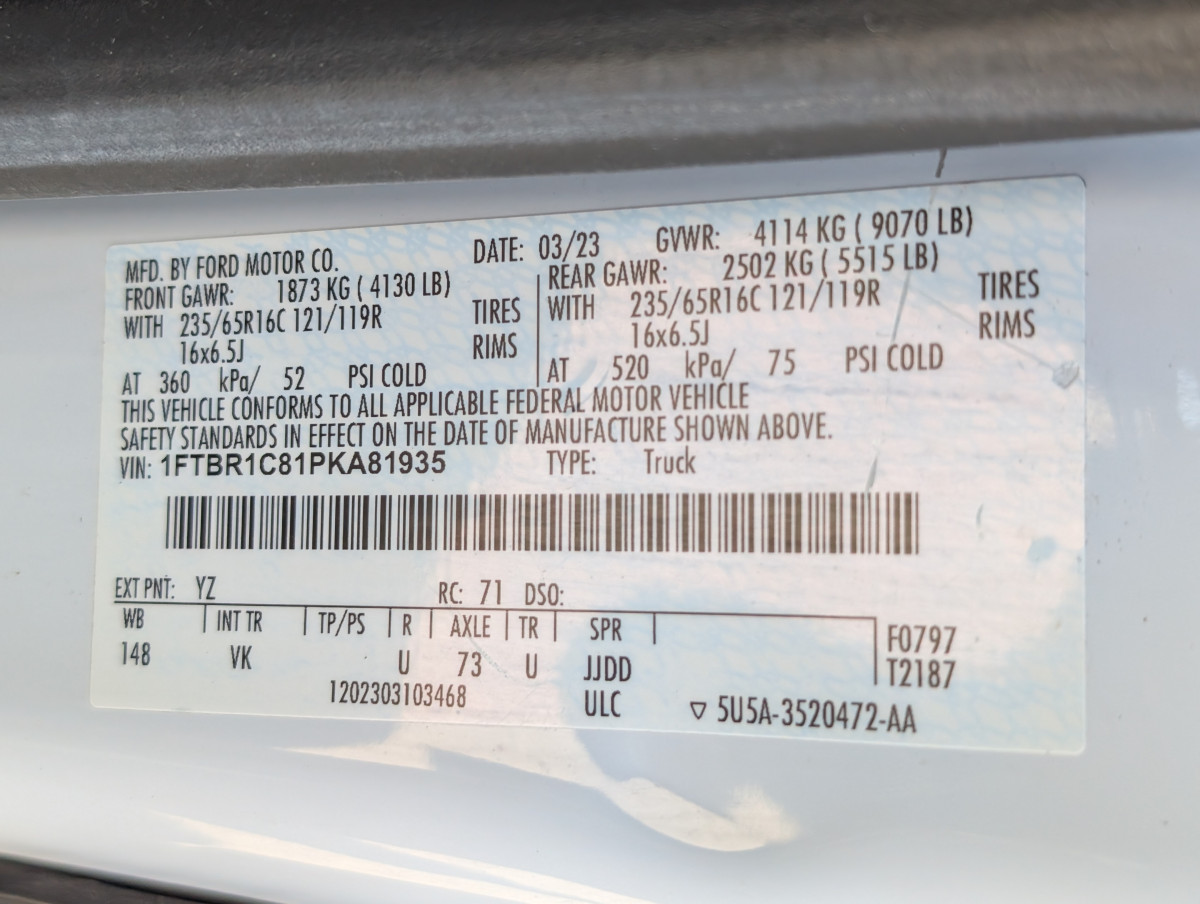 MFD. BY FORD MOTOR CO. DATE: 03/23 GVWR: 4114 KG ( 9070 LB)
FRONT GAWR: 1873 KG ( 4130 LB) REAR GAWR: 2502 KG ( 5515 LB)
WITH 235/65R16C 121/119R TIRES WITH 235/65R16C 121/119R TIRES
16x6.5J RIMS 16x6.5J RIMS
AT 360 kPa/ 52 PSI COLD AT 520 kPa/ 75 PSI COLD
THIS VEHICLE CONFORMS TO ALL APPLICABLE FEDERAL MOTOR VEHICLE
SAFETY STANDARDS IN EFFECT ON THE DATE OF MANUFACTURE SHOWN ABOVE.
VIN: 1FTBR1C81PKA81935 TYPE: Truck
EXT PNT: YZ RC: 71 DSO:
WB INT TR TP/PS R AXLE TR SPR F0797
148 VK U 73 U JJDD T2187
1202303103468 ULC ▽ 5U5A-3520472-AA